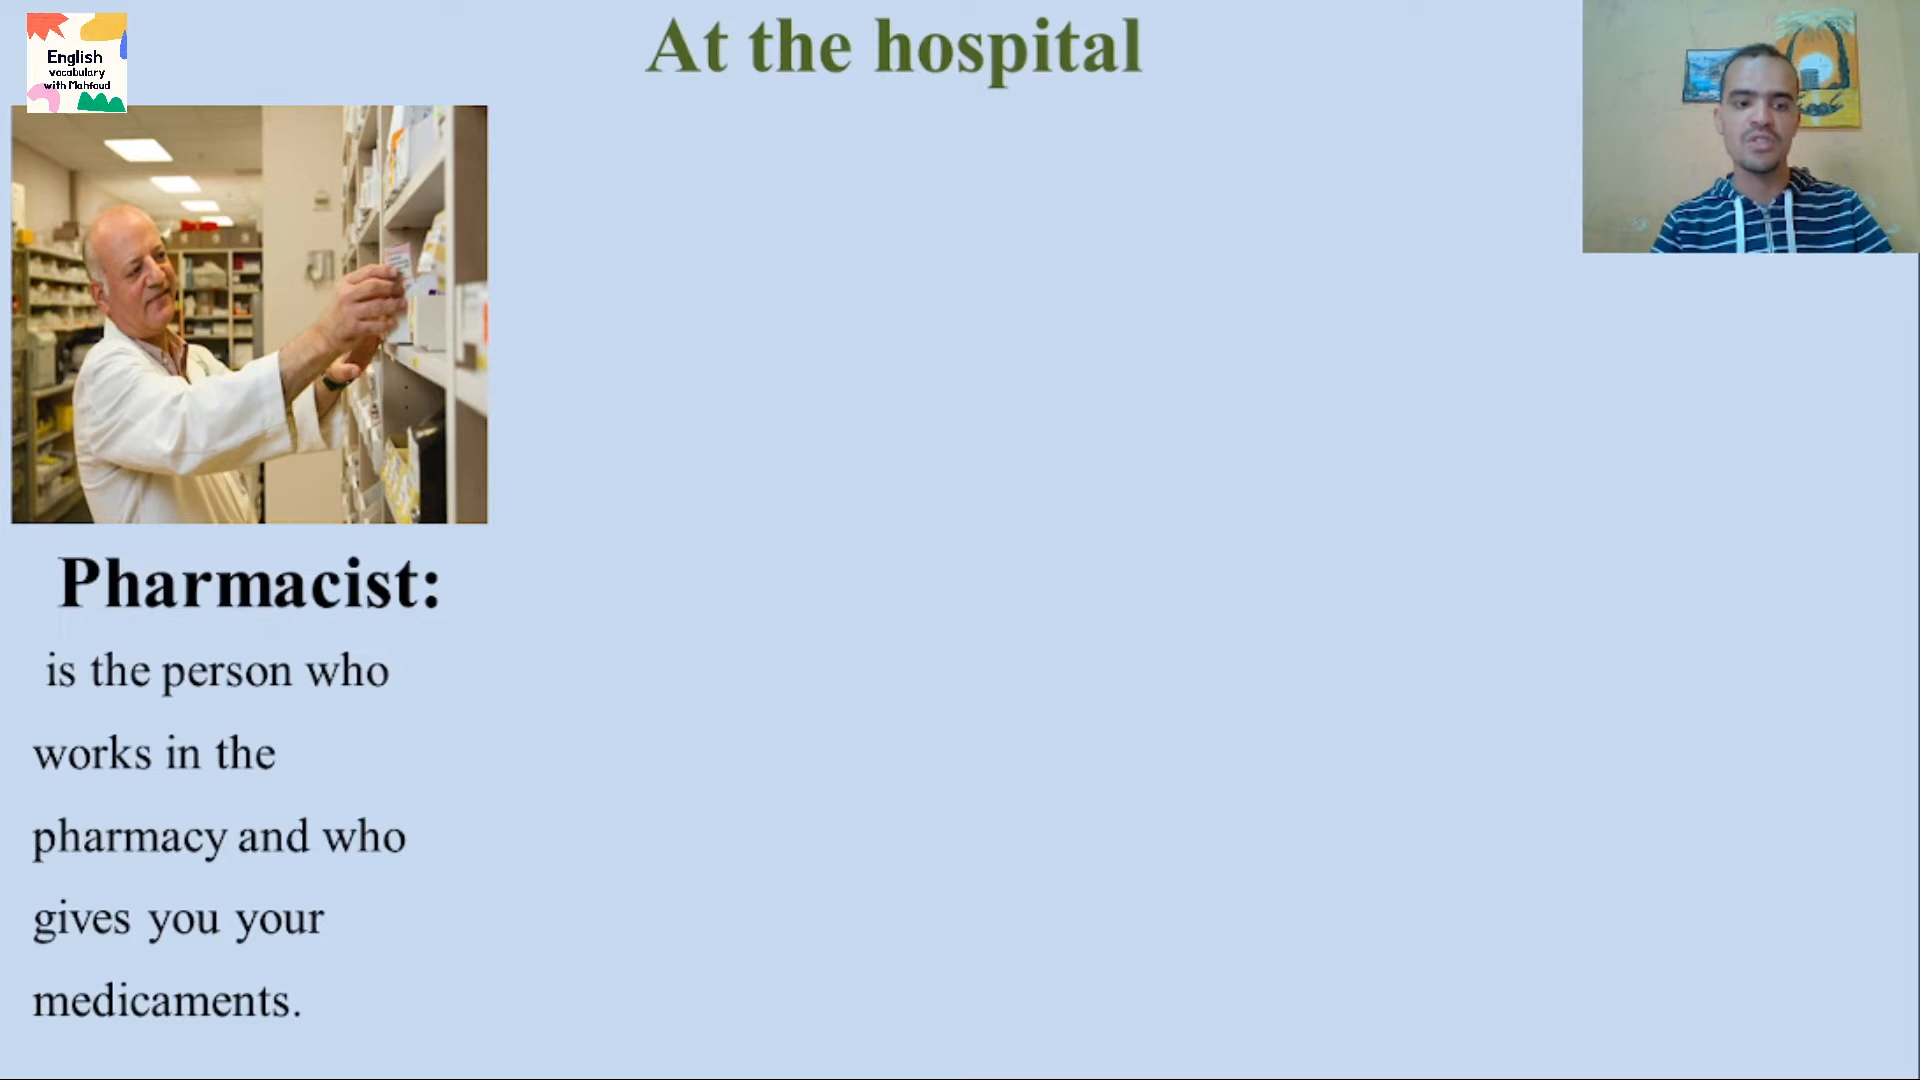 English
vocabulary
with Mahfoud
At the hospital
Pharmacist:
is the person who
works in the
pharmacy and who
gives you your
medicaments.